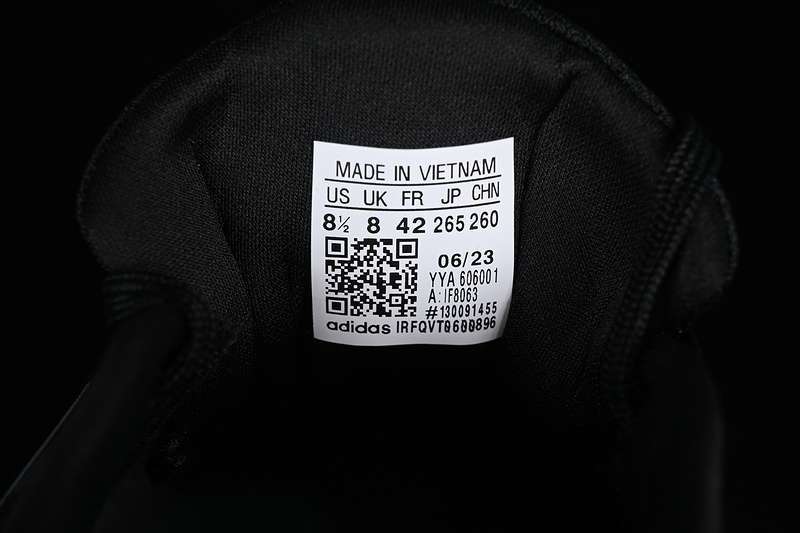 MADE IN VIETNAM
US UK FR JP CHN
8½ 8 42 265 260
06/23
YYA 606001
A: IF8063
#130091455
adidas IRFQVT0600896